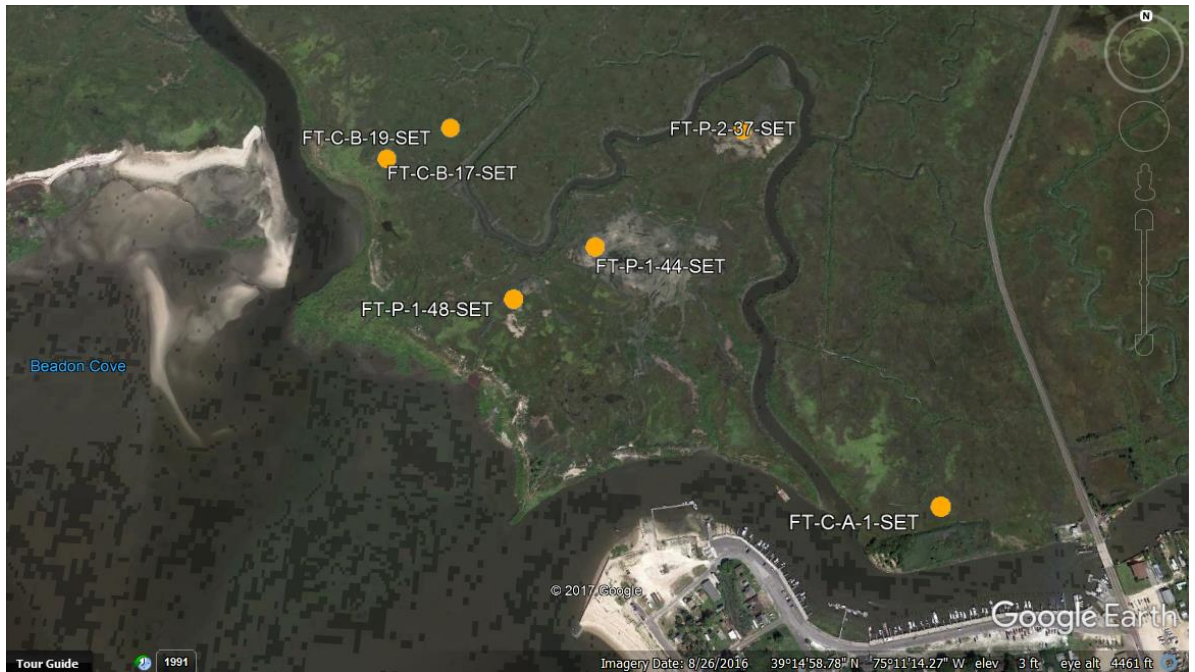 N
FT-C-B-19-SET
FT-P-2-37-SET
FT-C-B-17-SET
FT-P-1-44-SET
FT-P-1-48-SET
Beadon Cove
FT-C-A-1-SET
© 2017 Google
Google Earth
Tour Guide 1991 Imagery Date: 8/26/2016 39°14'58.78" N 75°11'14.27" W elev 3 ft eye alt 4461 ft